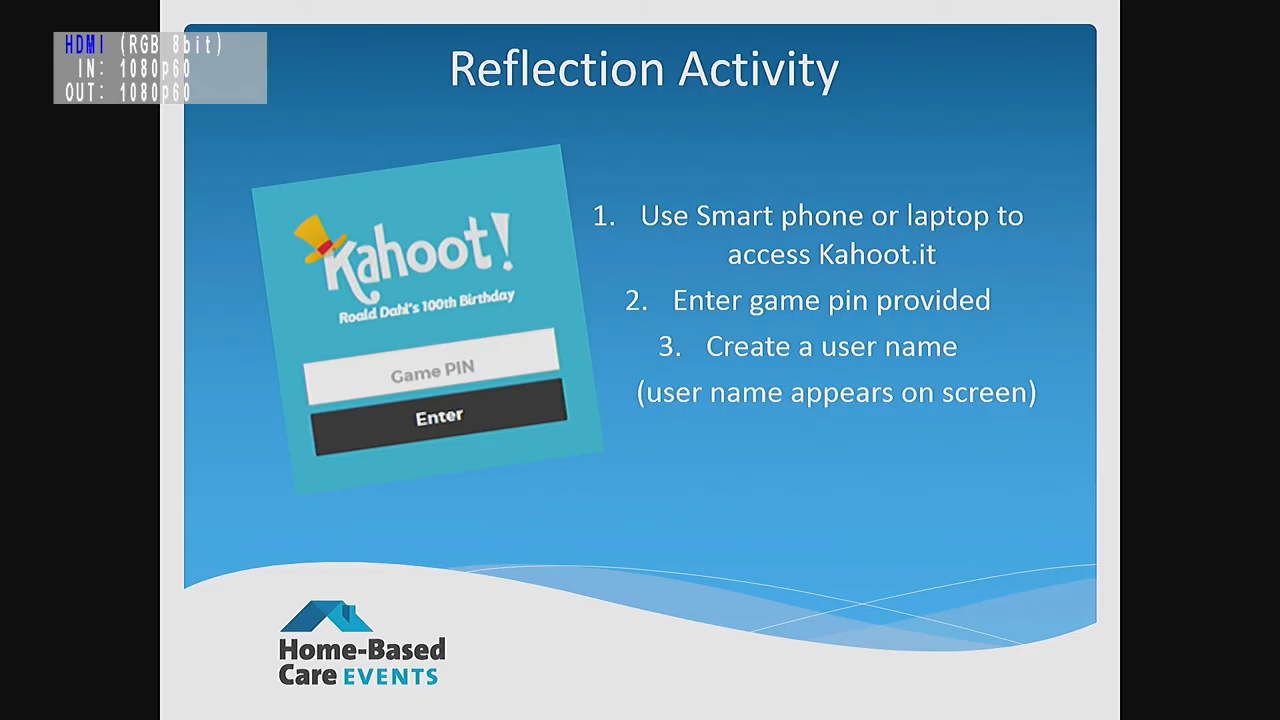 HDMI (RGB 8bit)
IN: 1080p60
OUT: 1080p60
Reflection Activity
Kahoot!
Roald Dahl's 100th Birthday
Game PIN
Enter
1. Use Smart phone or laptop to
access Kahoot.it
2. Enter game pin provided
3. Create a user name
(user name appears on screen)
Home-Based
Care EVENTS